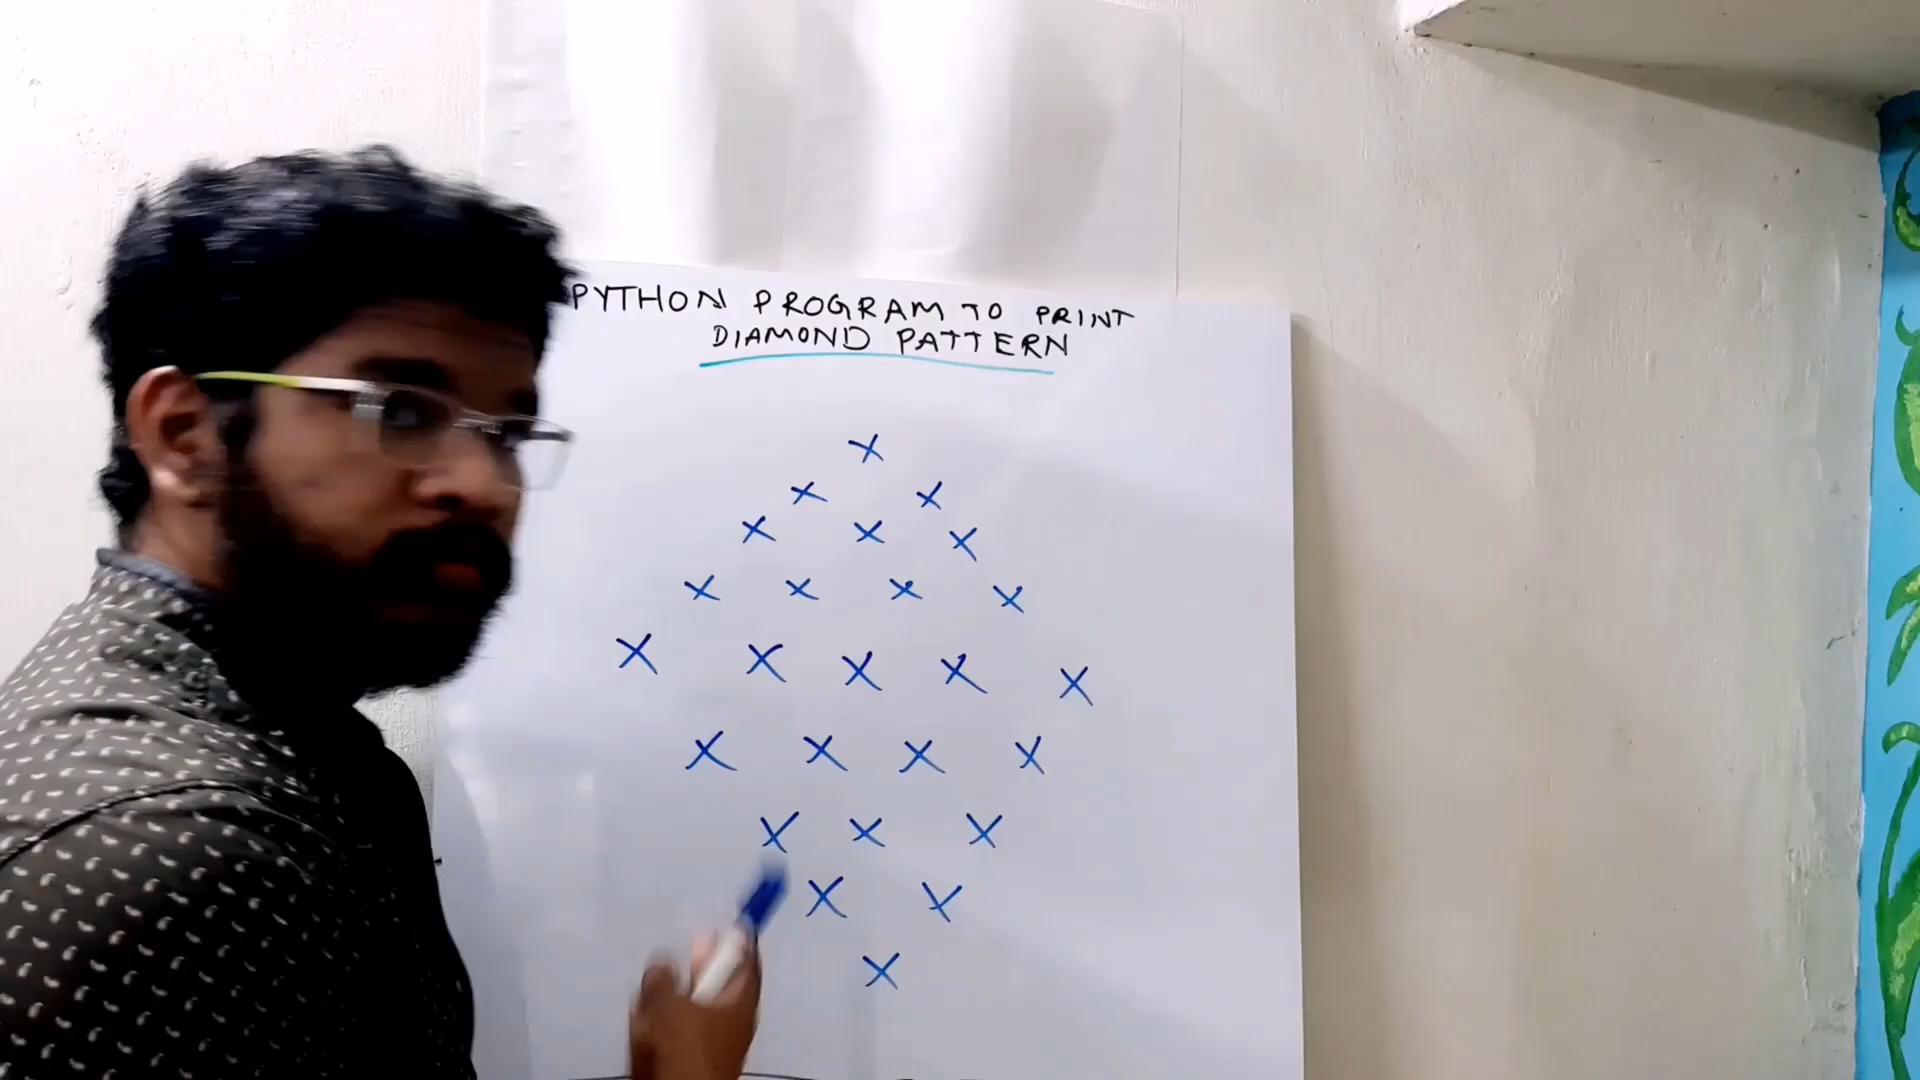 PYTHON PROGRAM TO PRINT
DIAMOND PATTERN
X
X X
X X X
X X X X
X X X X X
X X X X
X X X
X X
X